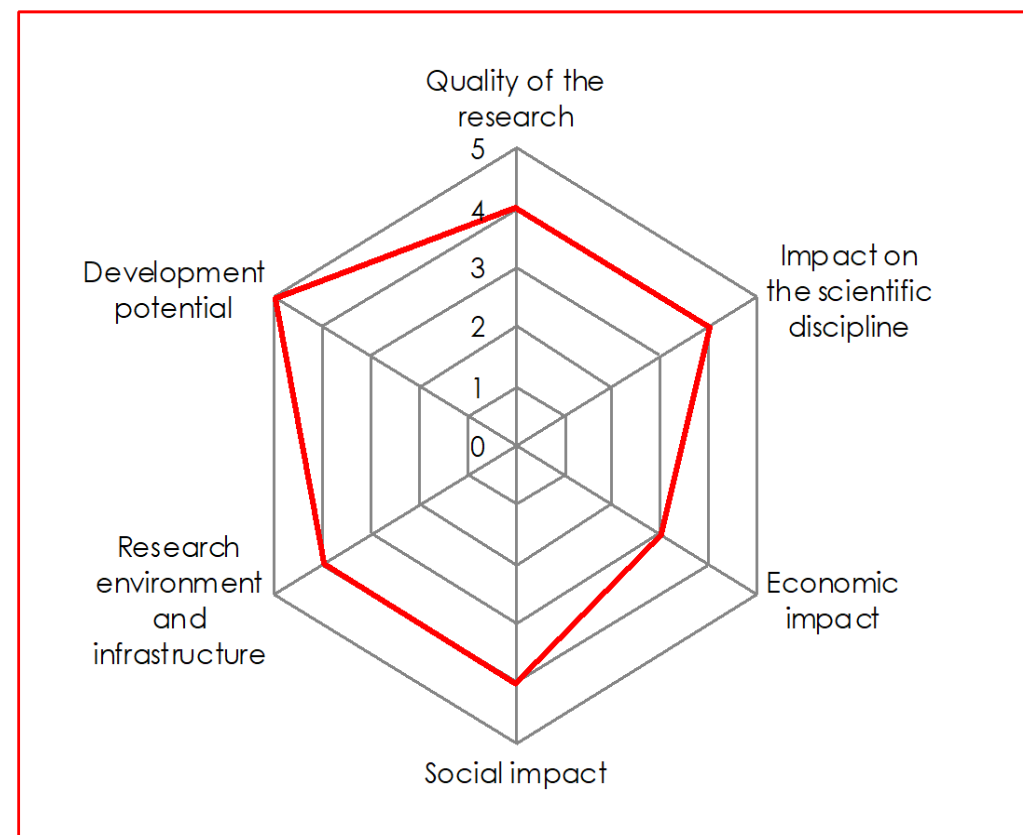 Quality of the
research
5
4
3
2
1
0
Impact on
the scientific
discipline
Economic
impact
Social impact
Research
environment
and
infrastructure
Development
potential